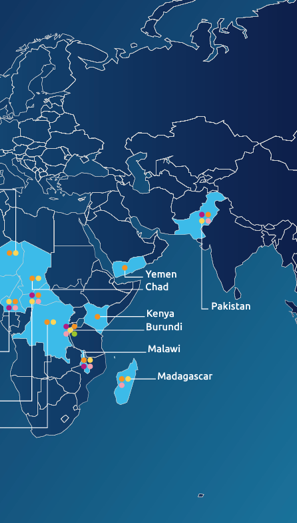 Yemen
Chad
Pakistan
Kenya
Burundi
Malawi
Madagascar